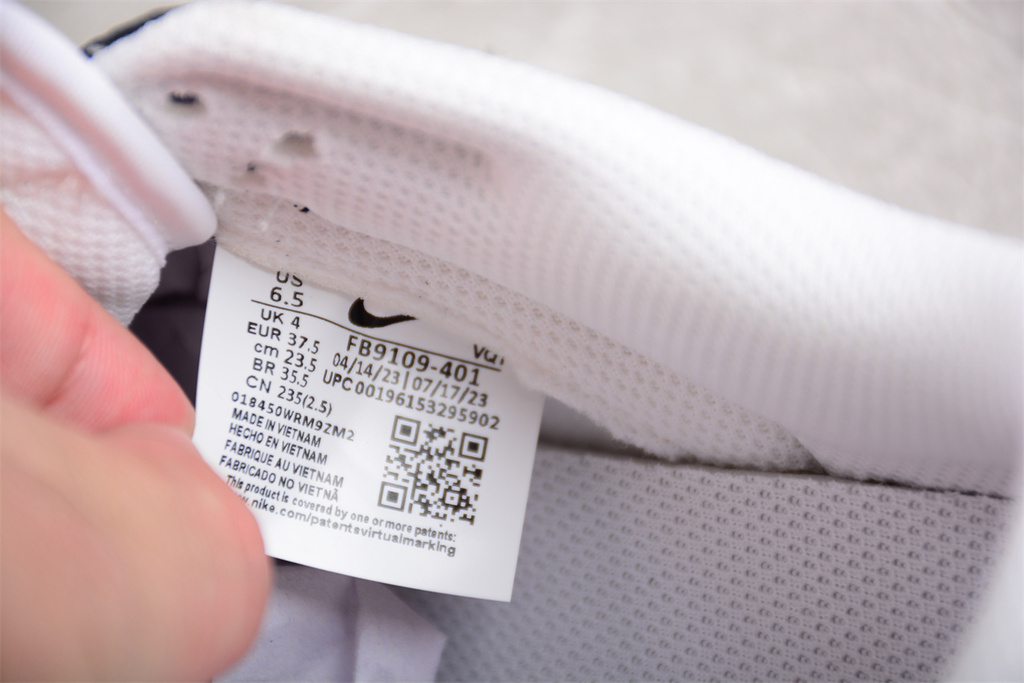 US
6.5
UK 4
EUR 37.5
cm 23.5
BR 35.5
CN 235(2.5)
FB9109-401
04/14/23|07/17/23
UPC 00196153295902
018450WRM9ZM2
MADE IN VIETNAM
HECHO EN VIETNAM
FABRIQUE AU VIETNAM
FABRICADO NO VIETNÃ
This product is covered by one or more patents:
.nike.com/patentsvirtualmarking